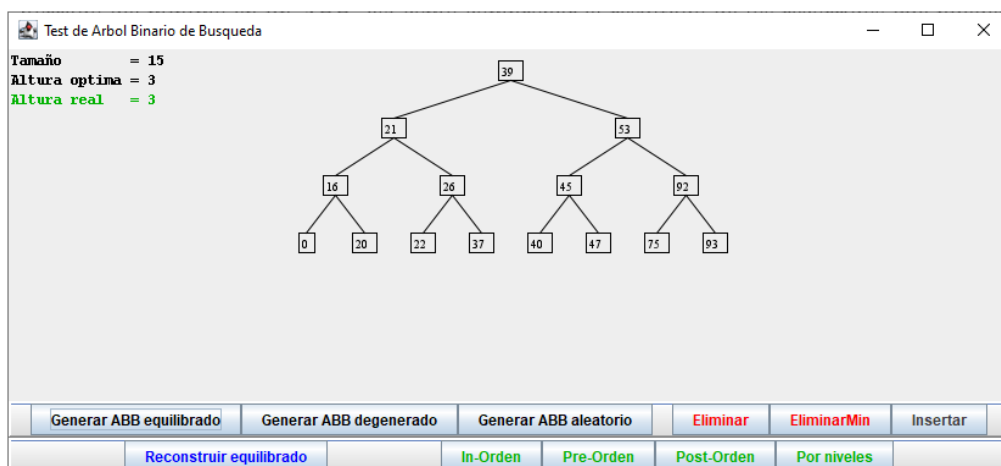 Test de Arbol Binario de Busqueda
Tamaño = 15
Altura optima = 3
Altura real = 3
39
21 53
16 26 45 92
0 20 22 37 40 47 75 93
Generar ABB equilibrado Generar ABB degenerado Generar ABB aleatorio Eliminar EliminarMin Insertar
Reconstruir equilibrado In-Orden Pre-Orden Post-Orden Por niveles